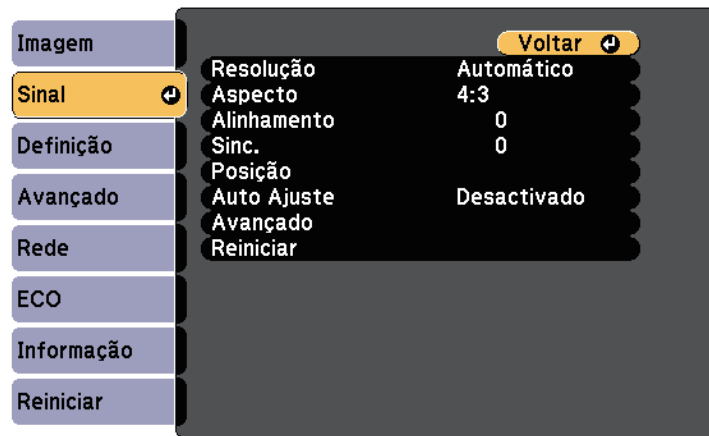 Imagem
Sinal
Definição
Avançado
Rede
ECO
Informação
Reiniciar
Voltar
Resolução Automático
Aspecto 4:3
Alinhamento 0
Sinc. 0
Posição
Auto Ajuste Desactivado
Avançado
Reiniciar